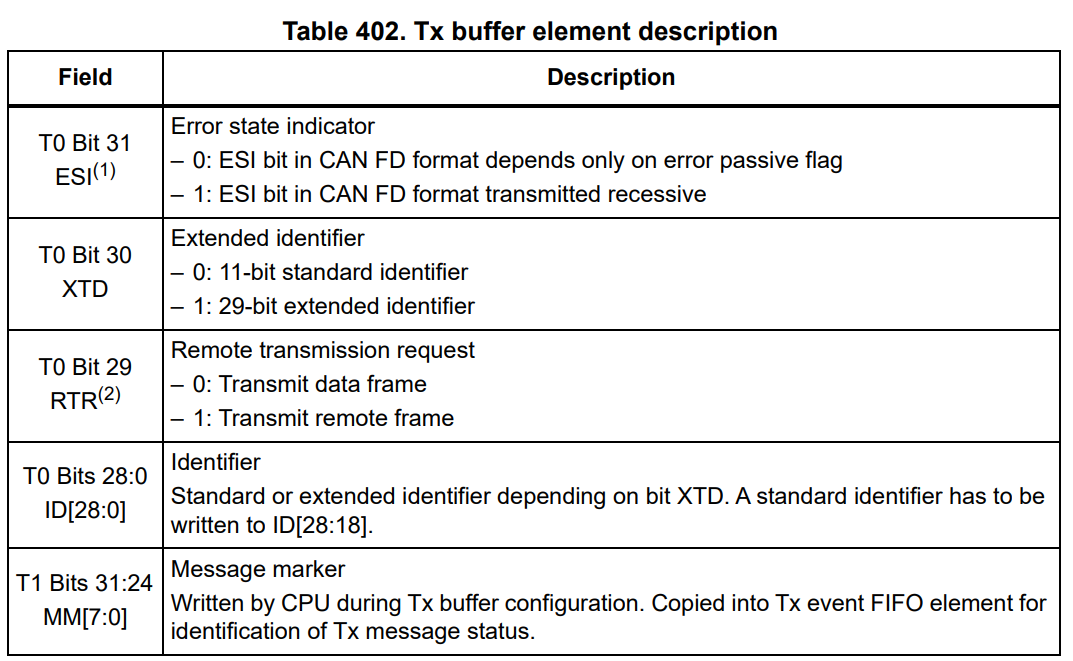 Table 402. Tx buffer element description
Field
Description
T0 Bit 31
ESI(1)
Error state indicator
– 0: ESI bit in CAN FD format depends only on error passive flag
– 1: ESI bit in CAN FD format transmitted recessive
T0 Bit 30
XTD
Extended identifier
– 0: 11-bit standard identifier
– 1: 29-bit extended identifier
T0 Bit 29
RTR(2)
Remote transmission request
– 0: Transmit data frame
– 1: Transmit remote frame
T0 Bits 28:0
ID[28:0]
Identifier
Standard or extended identifier depending on bit XTD. A standard identifier has to be
written to ID[28:18].
T1 Bits 31:24
MM[7:0]
Message marker
Written by CPU during Tx buffer configuration. Copied into Tx event FIFO element for
identification of Tx message status.